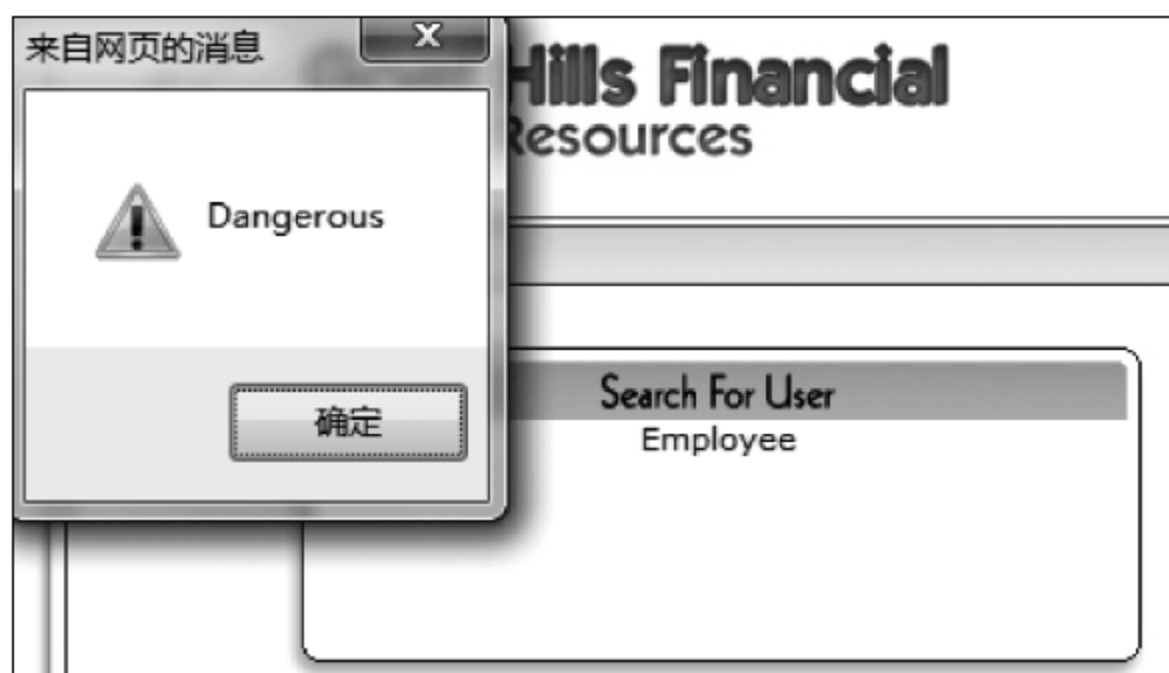 来自网页的消息
Hills Financial
Resources
Dangerous
确定
Search For User
Employee